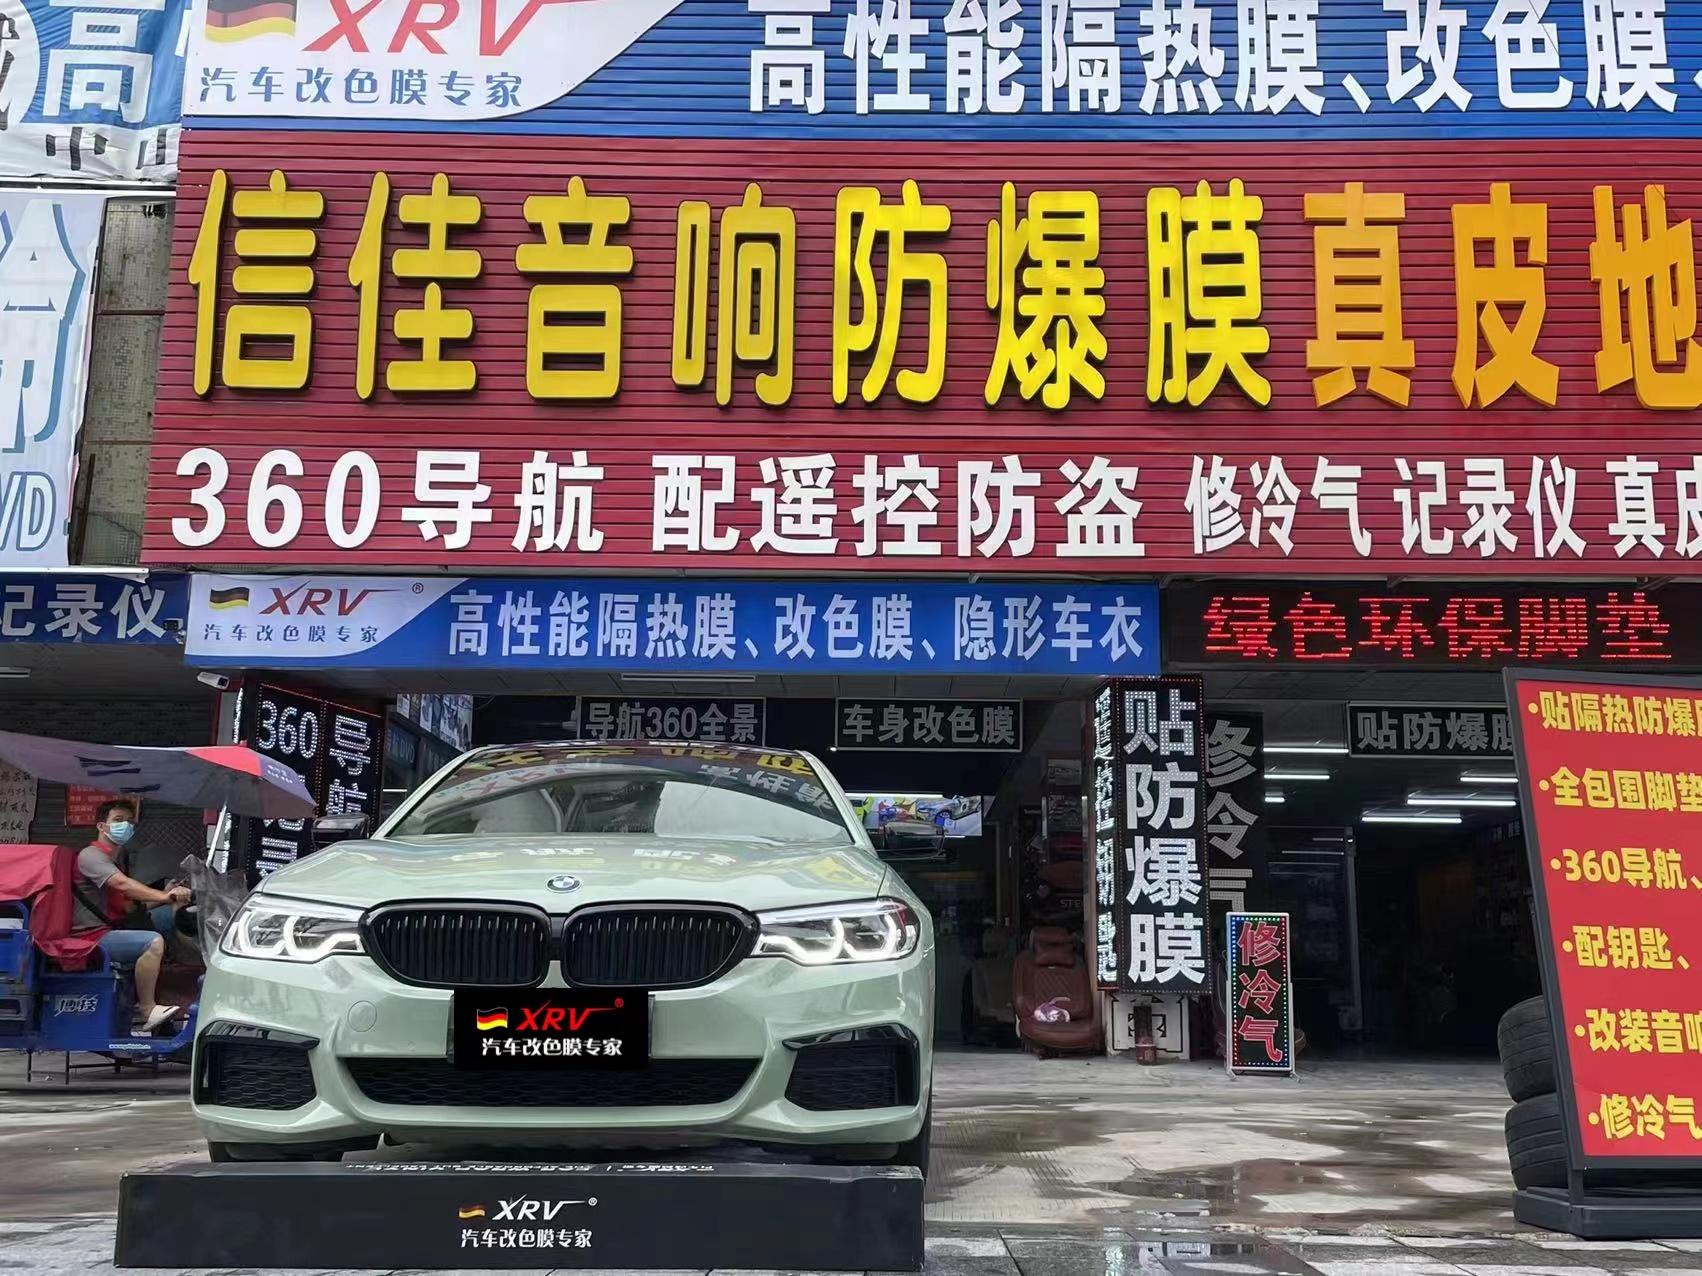 XRV
汽车改色膜专家
高性能隔热膜、改色膜、
信佳音响防爆膜真皮地
360导航 配遥控防盗 修冷气 记录仪 真皮
VD
记录仪
XRV®
汽车改色膜专家
高性能隔热膜、改色膜、隐形车衣
绿色环保脚垫
360
导航
导航360全景
车身改色膜
贴防爆膜
修冷气
贴防爆膜
修冷气
·贴隔热防爆膜
·全包围脚垫
·360导航、
·配钥匙、
·改装音响
·修冷气
XRV®
汽车改色膜专家
XRV®
汽车改色膜专家